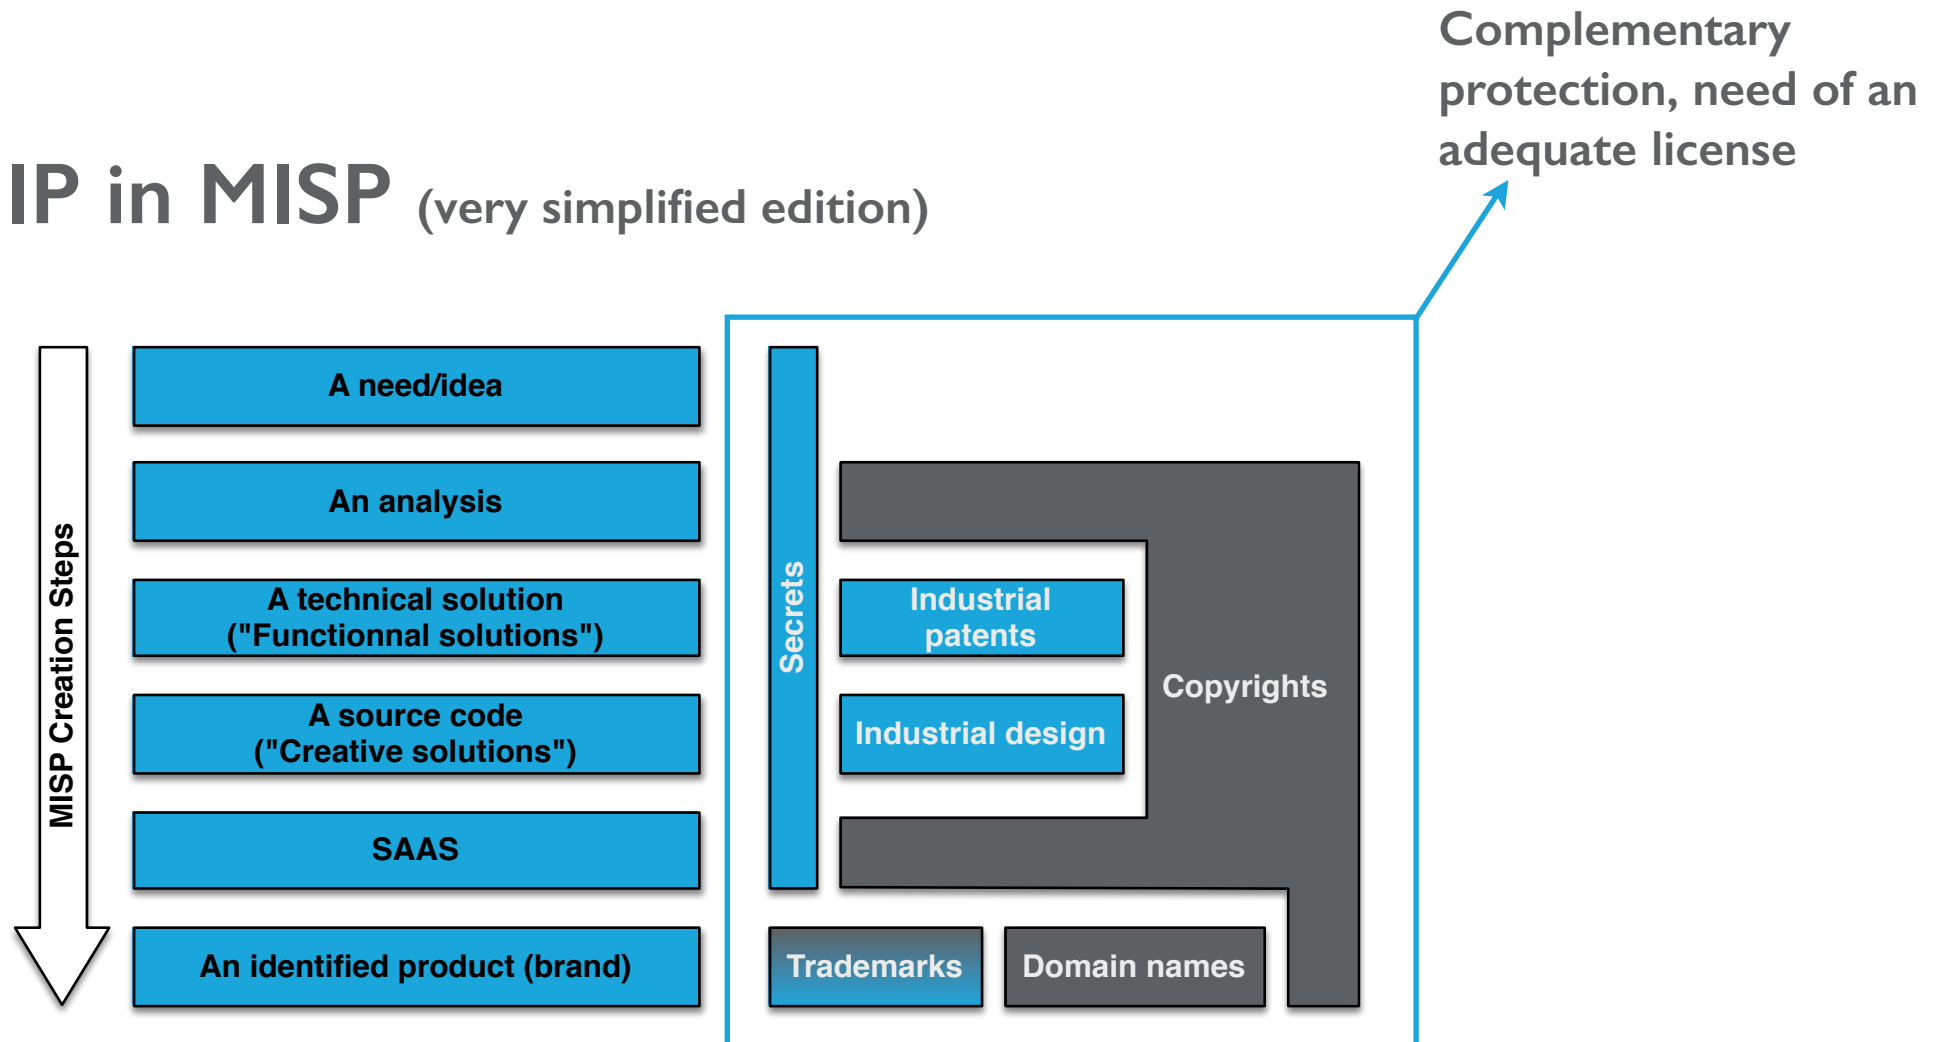 Complementary
protection, need of an
adequate license
IP in MISP (very simplified edition)
MISP Creation Steps
A need/idea
An analysis
A technical solution
("Functionnal solutions")
A source code
("Creative solutions")
SAAS
An identified product (brand)
Secrets
Industrial
patents
Industrial design
Copyrights
Trademarks
Domain names